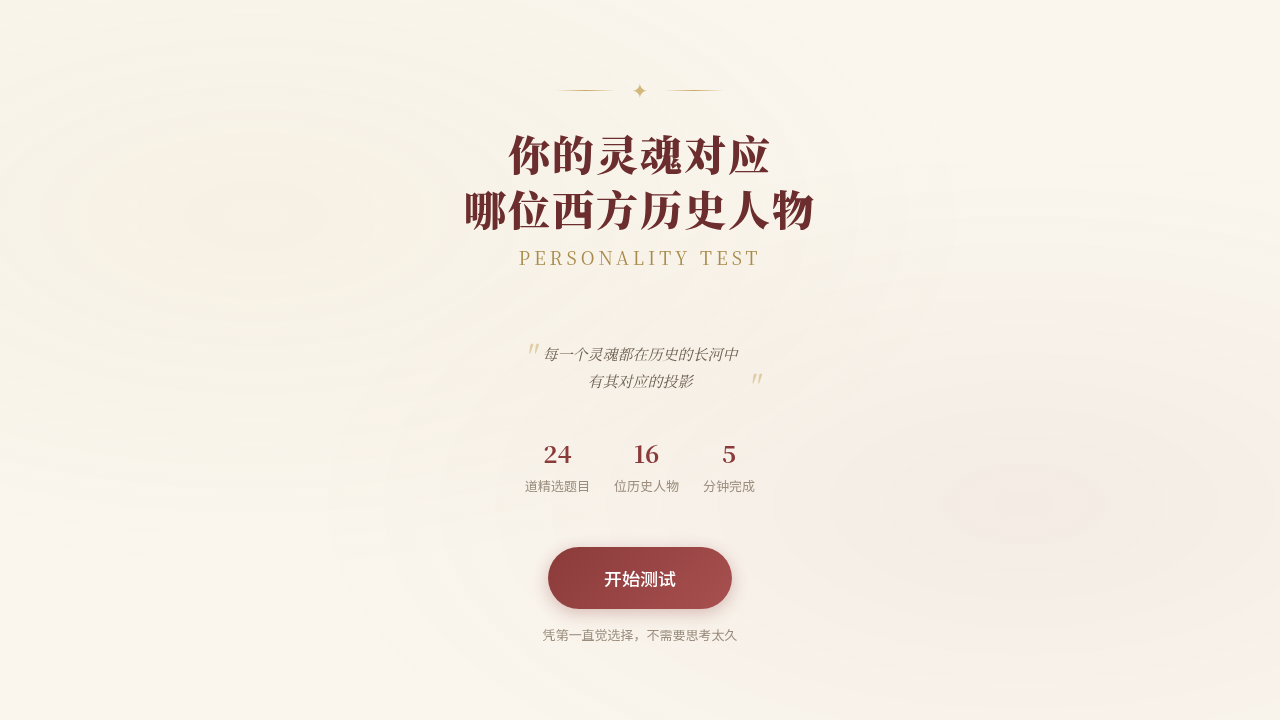 你的灵魂对应
哪位西方历史人物
PERSONALITY TEST
"每一个灵魂都在历史的长河中
有其对应的投影"
24 16 5
道精选题目 位历史人物 分钟完成
开始测试
凭第一直觉选择，不需要思考太久